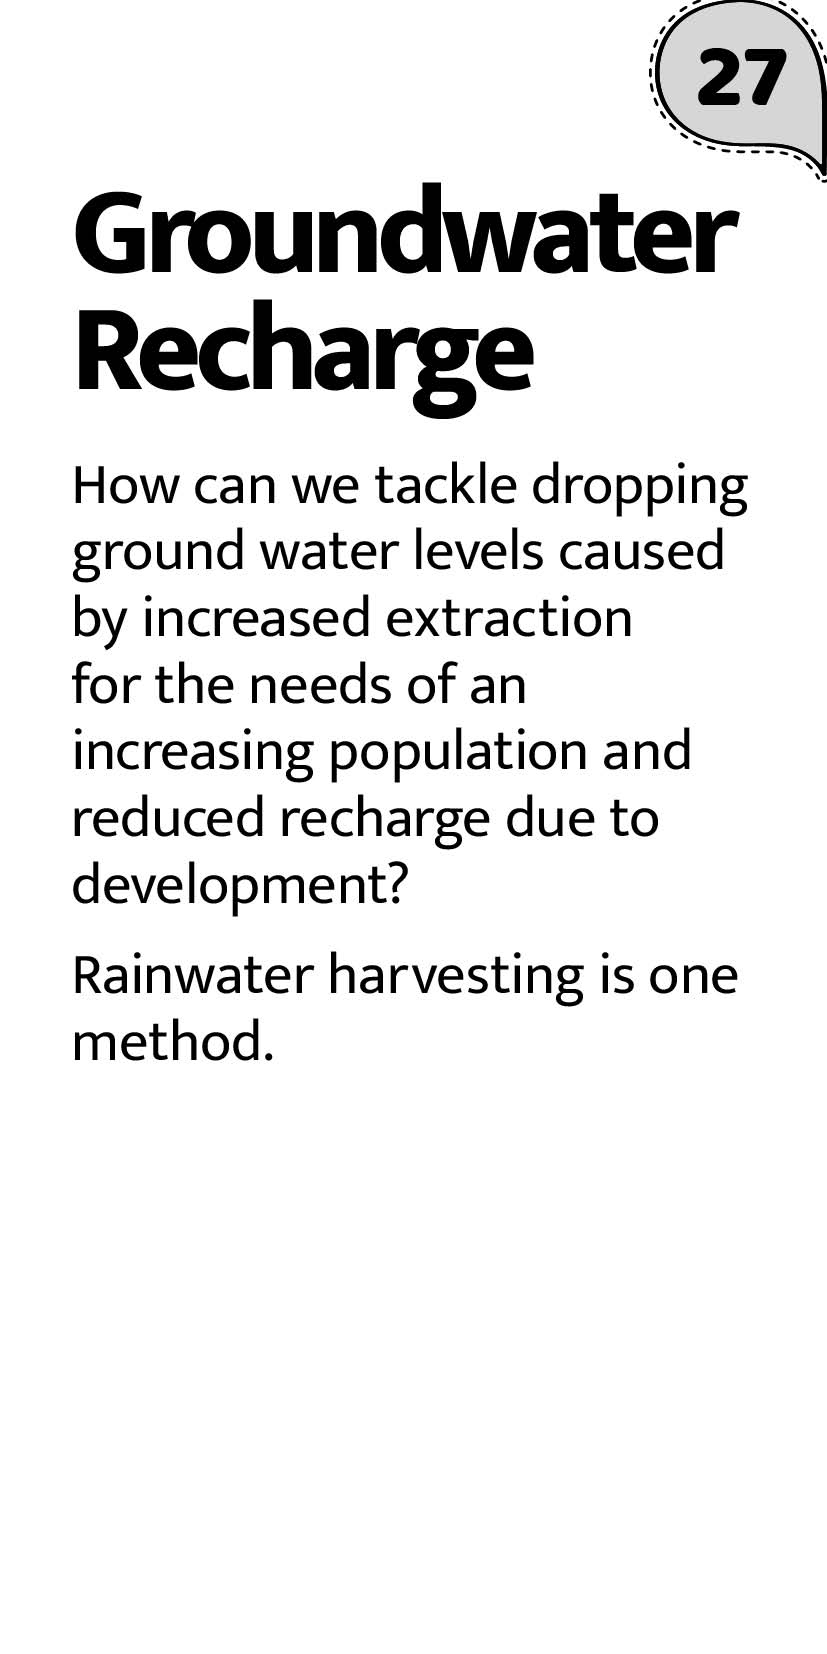 27
Groundwater
Recharge
How can we tackle dropping
ground water levels caused
by increased extraction
for the needs of an
increasing population and
reduced recharge due to
development?
Rainwater harvesting is one
method.